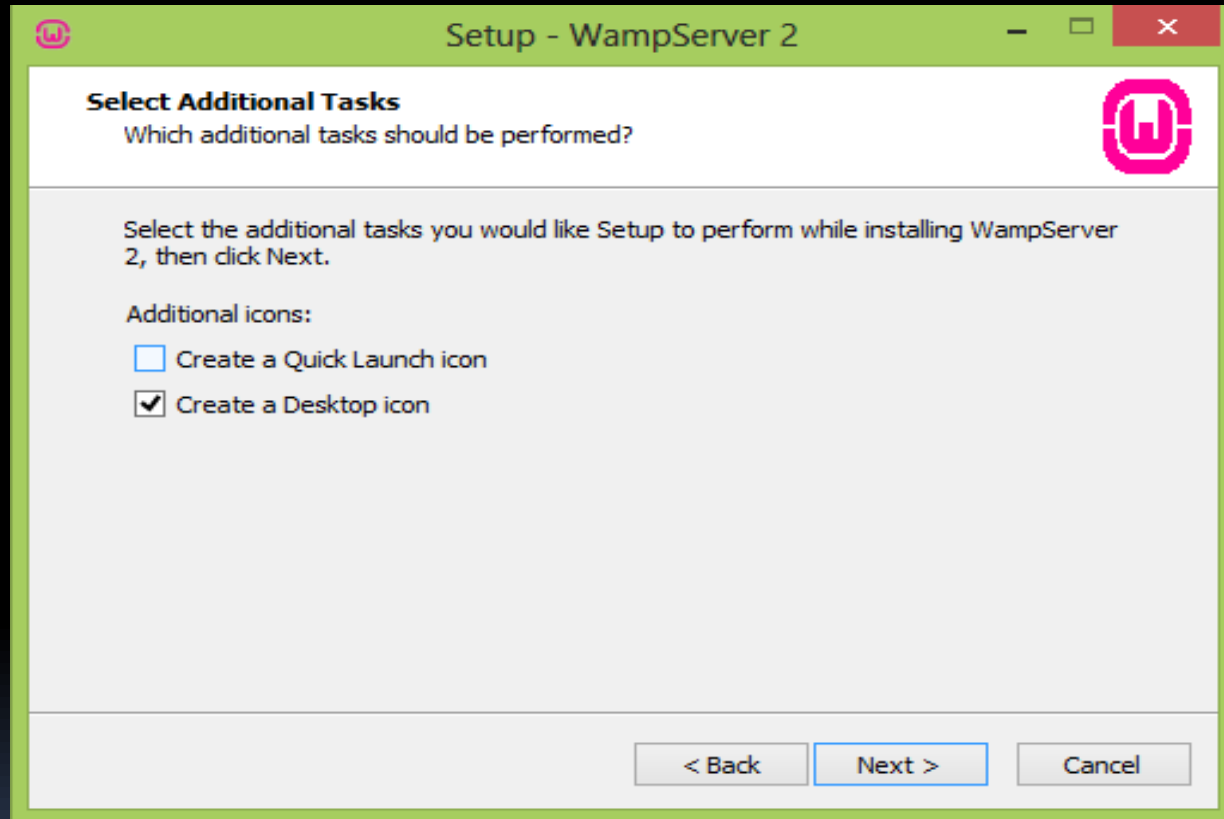 Setup - WampServer 2
Select Additional Tasks
Which additional tasks should be performed?
Select the additional tasks you would like Setup to perform while installing WampServer
2, then click Next.
Additional icons:
Create a Quick Launch icon
Create a Desktop icon
< Back
Next >
Cancel